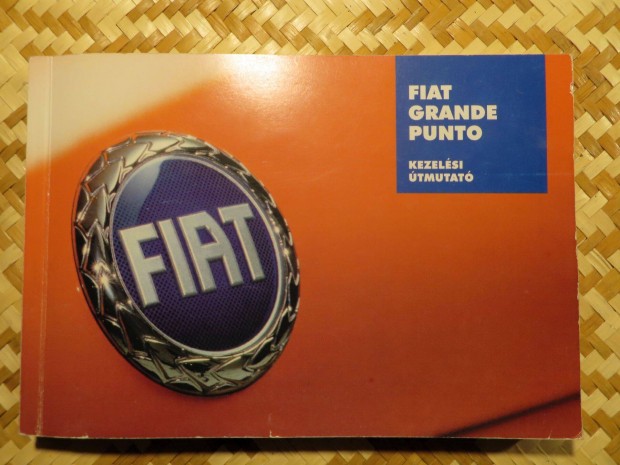 FIAT
GRANDE
PUNTO
KEZELÉSI
ÚTMUTATÓ
FIAT